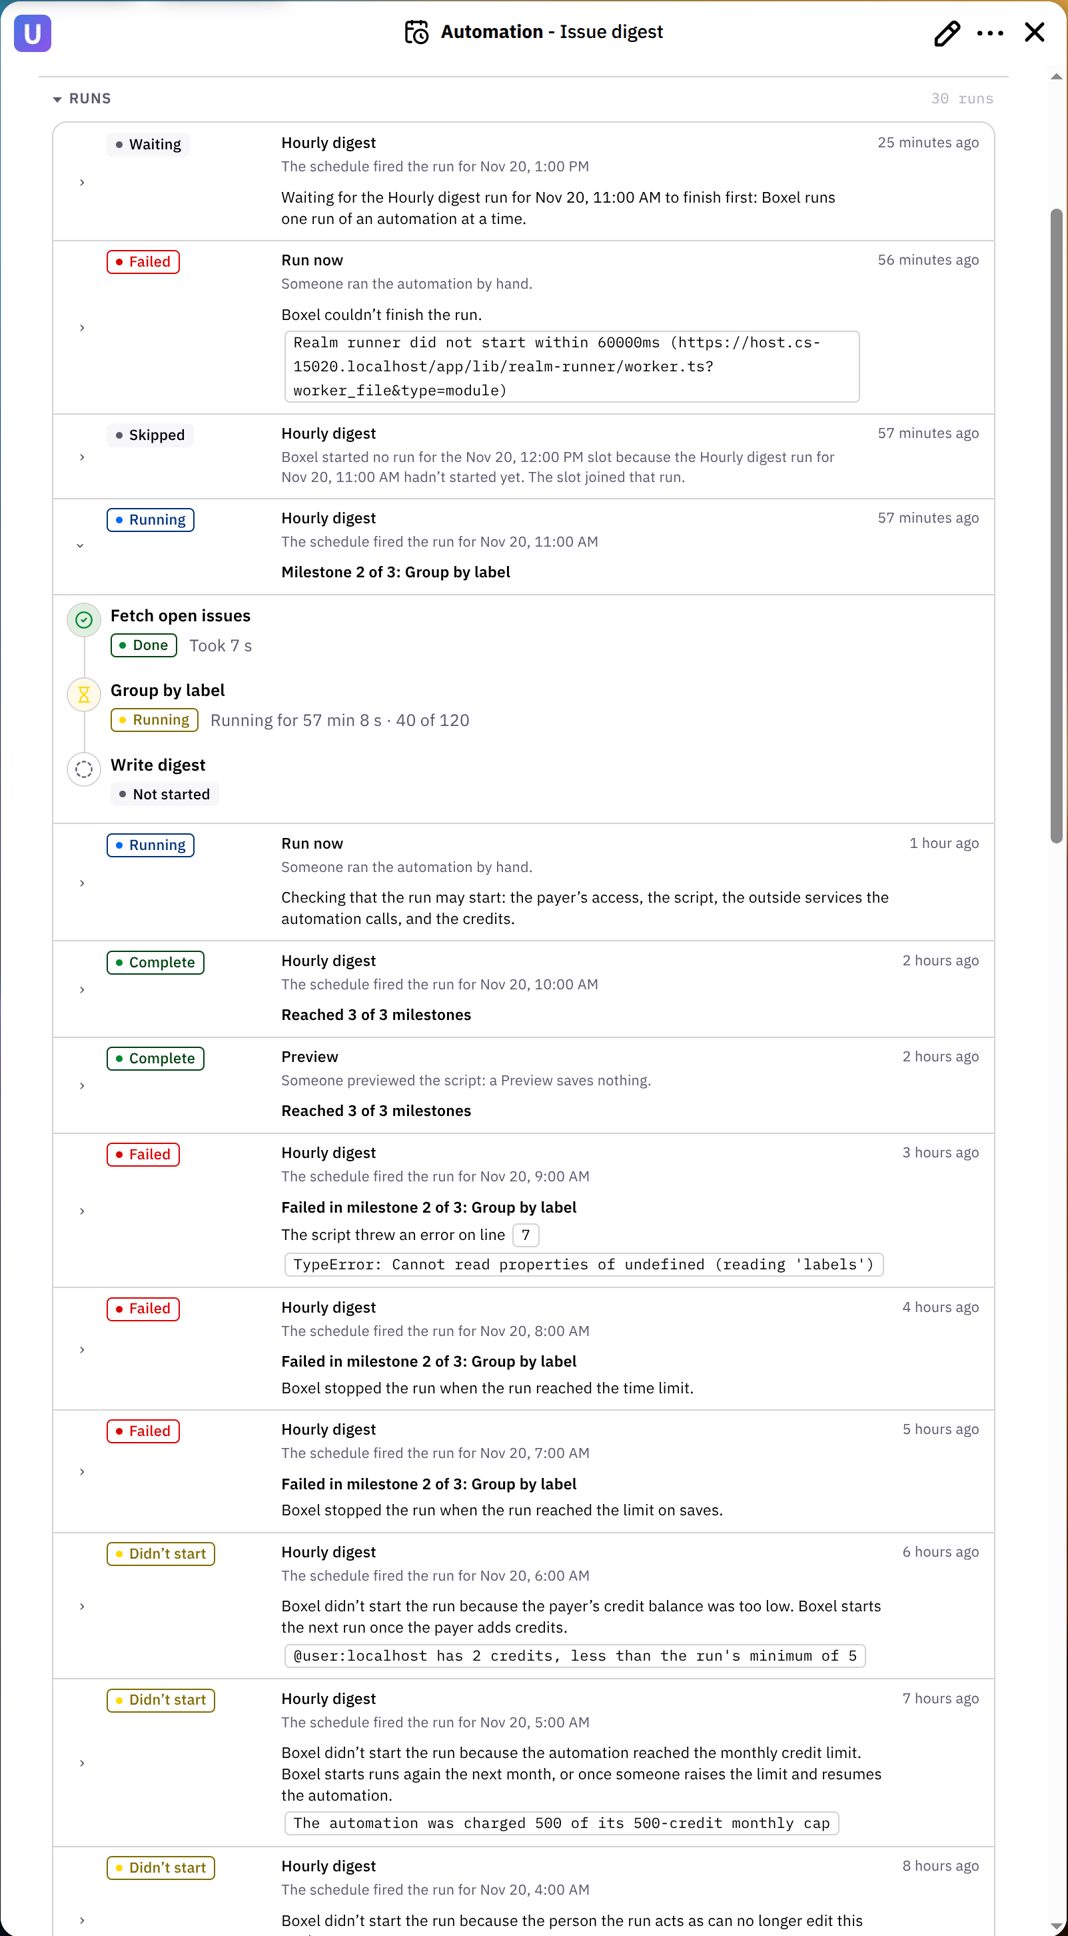 U
Automation - Issue digest
RUNS
30 runs
Waiting
Hourly digest
25 minutes ago
The schedule fired the run for Nov 20, 1:00 PM
Waiting for the Hourly digest run for Nov 20, 11:00 AM to finish first: Boxel runs
one run of an automation at a time.
Failed
Run now
56 minutes ago
Someone ran the automation by hand.
Boxel couldn’t finish the run.
Realm runner did not start within 60000ms (https://host.cs-
15020.localhost/app/lib/realm-runner/worker.ts?
worker_file&type=module)
Skipped
Hourly digest
57 minutes ago
Boxel started no run for the Nov 20, 12:00 PM slot because the Hourly digest run for
Nov 20, 11:00 AM hadn’t started yet. The slot joined that run.
Running
Hourly digest
57 minutes ago
The schedule fired the run for Nov 20, 11:00 AM
Milestone 2 of 3: Group by label
Fetch open issues
Done
Took 7 s
Group by label
Running
Running for 57 min 8 s · 40 of 120
Write digest
Not started
Running
Run now
1 hour ago
Someone ran the automation by hand.
Checking that the run may start: the payer’s access, the script, the outside services the
automation calls, and the credits.
Complete
Hourly digest
2 hours ago
The schedule fired the run for Nov 20, 10:00 AM
Reached 3 of 3 milestones
Complete
Preview
2 hours ago
Someone previewed the script: a Preview saves nothing.
Reached 3 of 3 milestones
Failed
Hourly digest
3 hours ago
The schedule fired the run for Nov 20, 9:00 AM
Failed in milestone 2 of 3: Group by label
The script threw an error on line 7
TypeError: Cannot read properties of undefined (reading 'labels')
Failed
Hourly digest
4 hours ago
The schedule fired the run for Nov 20, 8:00 AM
Failed in milestone 2 of 3: Group by label
Boxel stopped the run when the run reached the time limit.
Failed
Hourly digest
5 hours ago
The schedule fired the run for Nov 20, 7:00 AM
Failed in milestone 2 of 3: Group by label
Boxel stopped the run when the run reached the limit on saves.
Didn’t start
Hourly digest
6 hours ago
The schedule fired the run for Nov 20, 6:00 AM
Boxel didn’t start the run because the payer’s credit balance was too low. Boxel starts
the next run once the payer adds credits.
@user:localhost has 2 credits, less than the run's minimum of 5
Didn’t start
Hourly digest
7 hours ago
The schedule fired the run for Nov 20, 5:00 AM
Boxel didn’t start the run because the automation reached the monthly credit limit.
Boxel starts runs again the next month, or once someone raises the limit and resumes
the automation.
The automation was charged 500 of its 500-credit monthly cap
Didn’t start
Hourly digest
8 hours ago
The schedule fired the run for Nov 20, 4:00 AM
Boxel didn’t start the run because the person the run acts as can no longer edit this